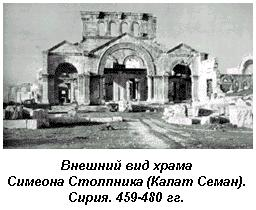 Внешний вид храма
Симеона Столпника (Калат Семан).
Сирия. 459-480 гг.